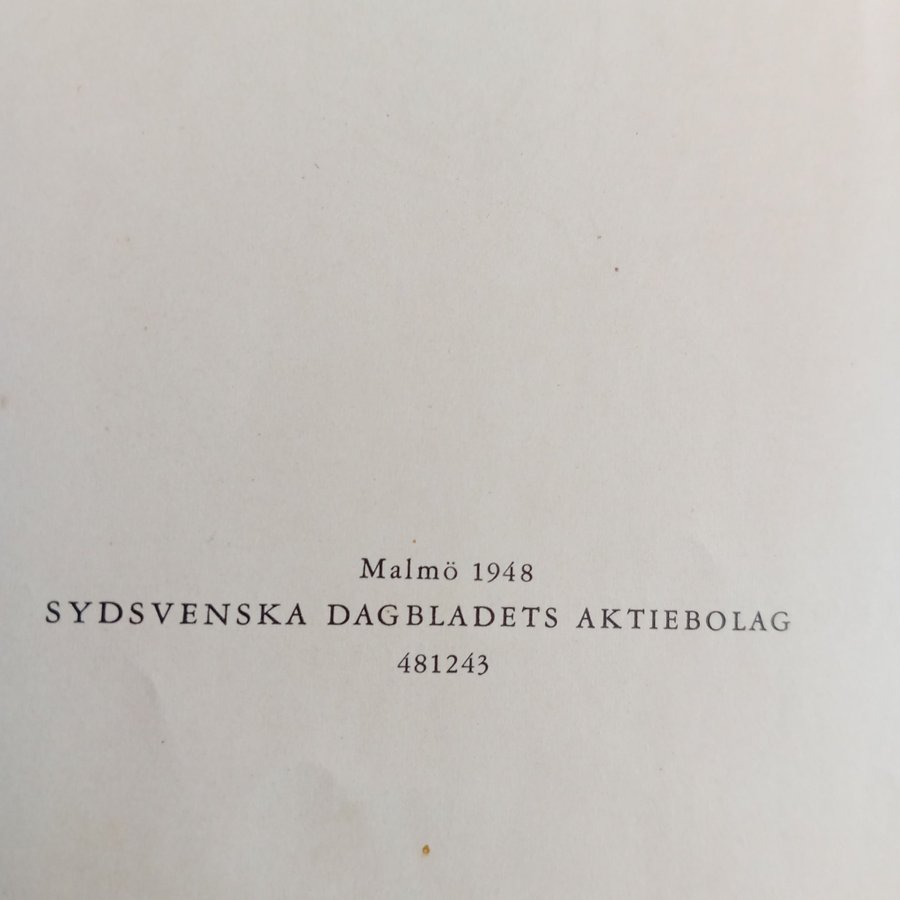 Malmö 1948
SYDSVENSKA DAGBLADETS AKTIEBOLAG
481243